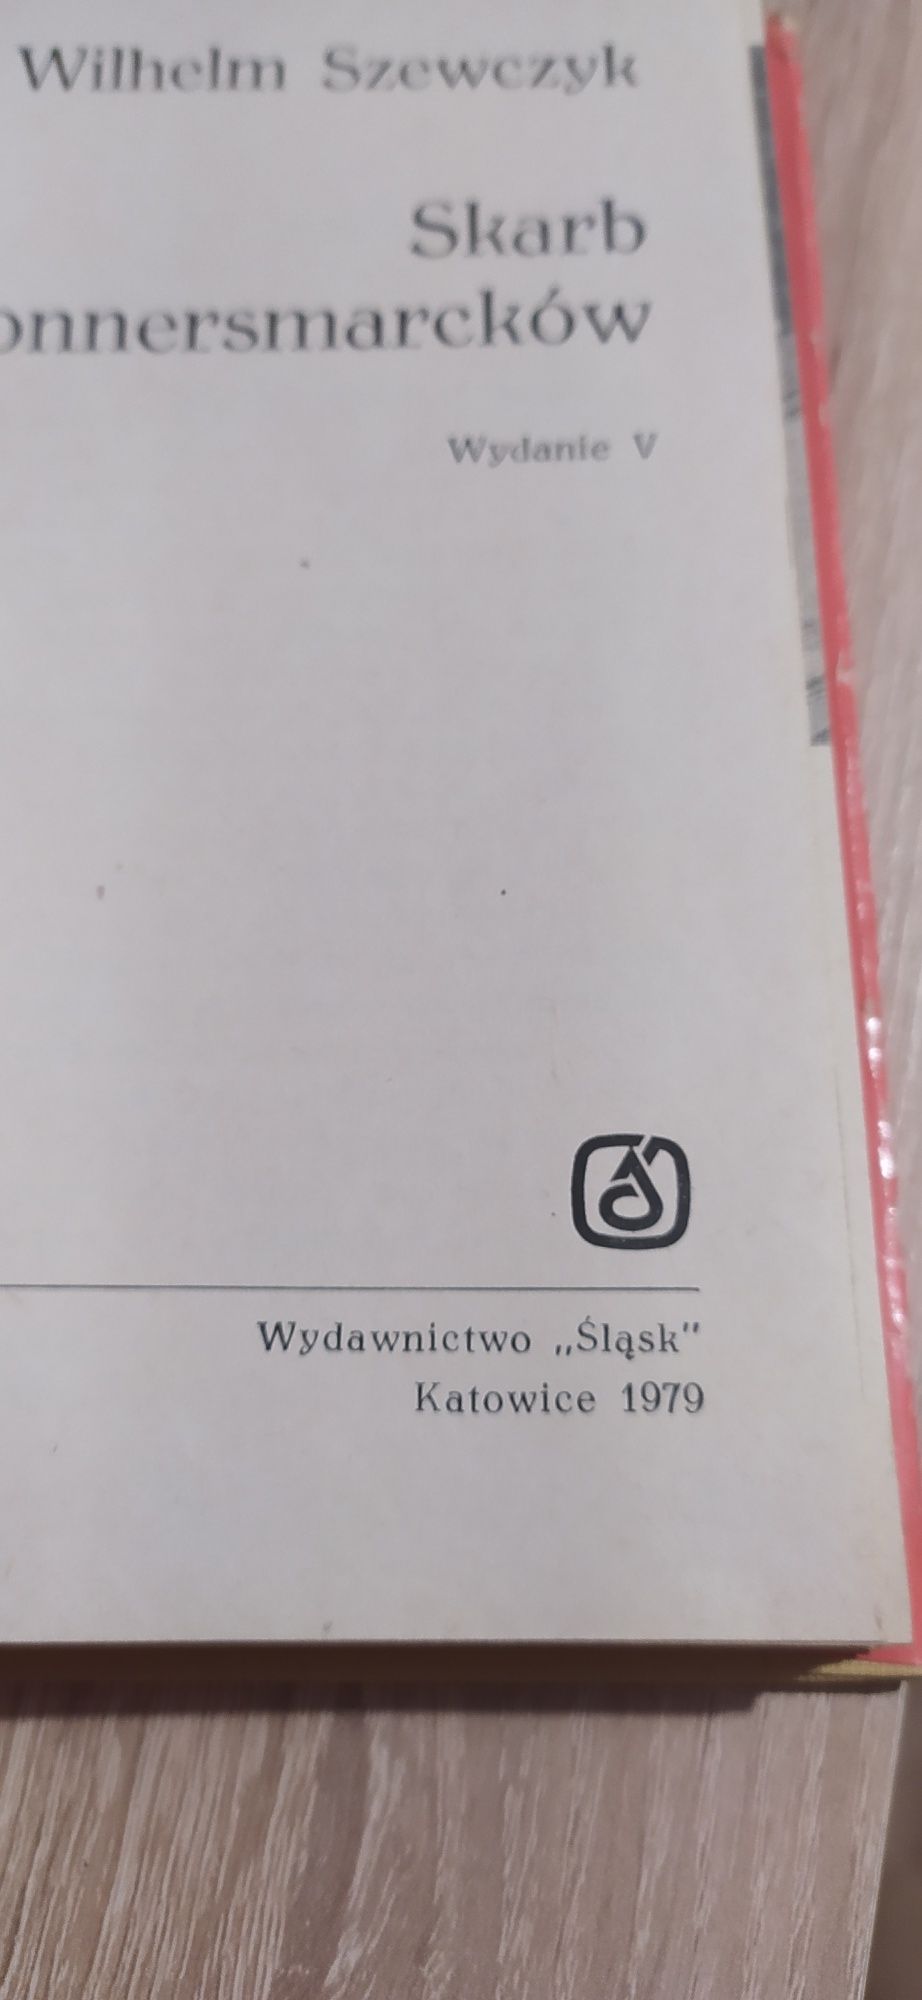 Wilhelm Szewczyk
Skarb
onnersmarcków
Wydanie V
Wydawnictwo „Śląsk”
Katowice 1979